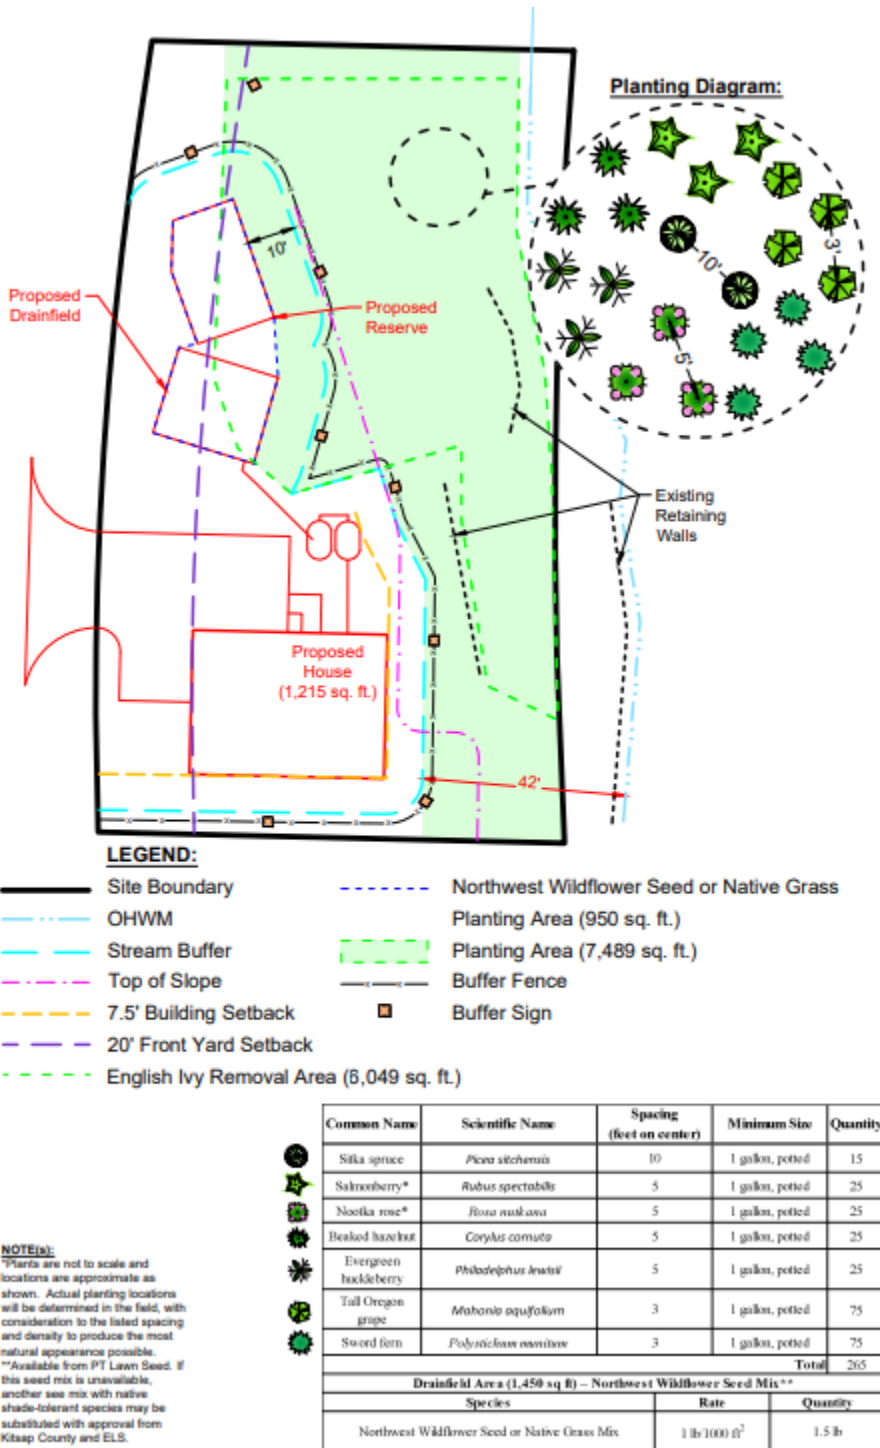 Planting Diagram:
10'
3'
10'
5'
Proposed
Drainfield
Proposed
Reserve
Existing
Retaining
Walls
Proposed
House
(1,215 sq. ft.)
42'
LEGEND:
Site Boundary
OHWM
Stream Buffer
Top of Slope
7.5' Building Setback
20' Front Yard Setback
English Ivy Removal Area (6,049 sq. ft.)
Northwest Wildflower Seed or Native Grass
Planting Area (950 sq. ft.)
Planting Area (7,489 sq. ft.)
Buffer Fence
Buffer Sign
Common Name Scientific Name Spacing (feet on center) Minimum Size Quantity
Sitka spruce Picea sitchensis 10 1 gallon, potted 15
Salmonberry* Rubus spectabilis 5 1 gallon, potted 25
Nootka rose* Rosa nutkana 5 1 gallon, potted 25
Beaked hazelnut Corylus cornuta 5 1 gallon, potted 25
Evergreen huckleberry Philadelphus lewisii 5 1 gallon, potted 25
Tall Oregon grape Mahonia aquifolium 3 1 gallon, potted 75
Sword fern Polystichum munitum 3 1 gallon, potted 75
Total 265
Drainfield Area (1,450 sq ft) – Northwest Wildflower Seed Mix**
Species Rate Quantity
Northwest Wildflower Seed or Native Grass Mix 1 lb/1000 ft² 1.5 lb
NOTE(s):
*Plants are not to scale and
locations are approximate as
shown. Actual planting locations
will be determined in the field, with
consideration to the listed spacing
and density to produce the most
natural appearance possible.
**Available from PT Lawn Seed. If
this seed mix is unavailable,
another see mix with native
shade-tolerant species may be
substituted with approval from
Kitsap County and ELS.